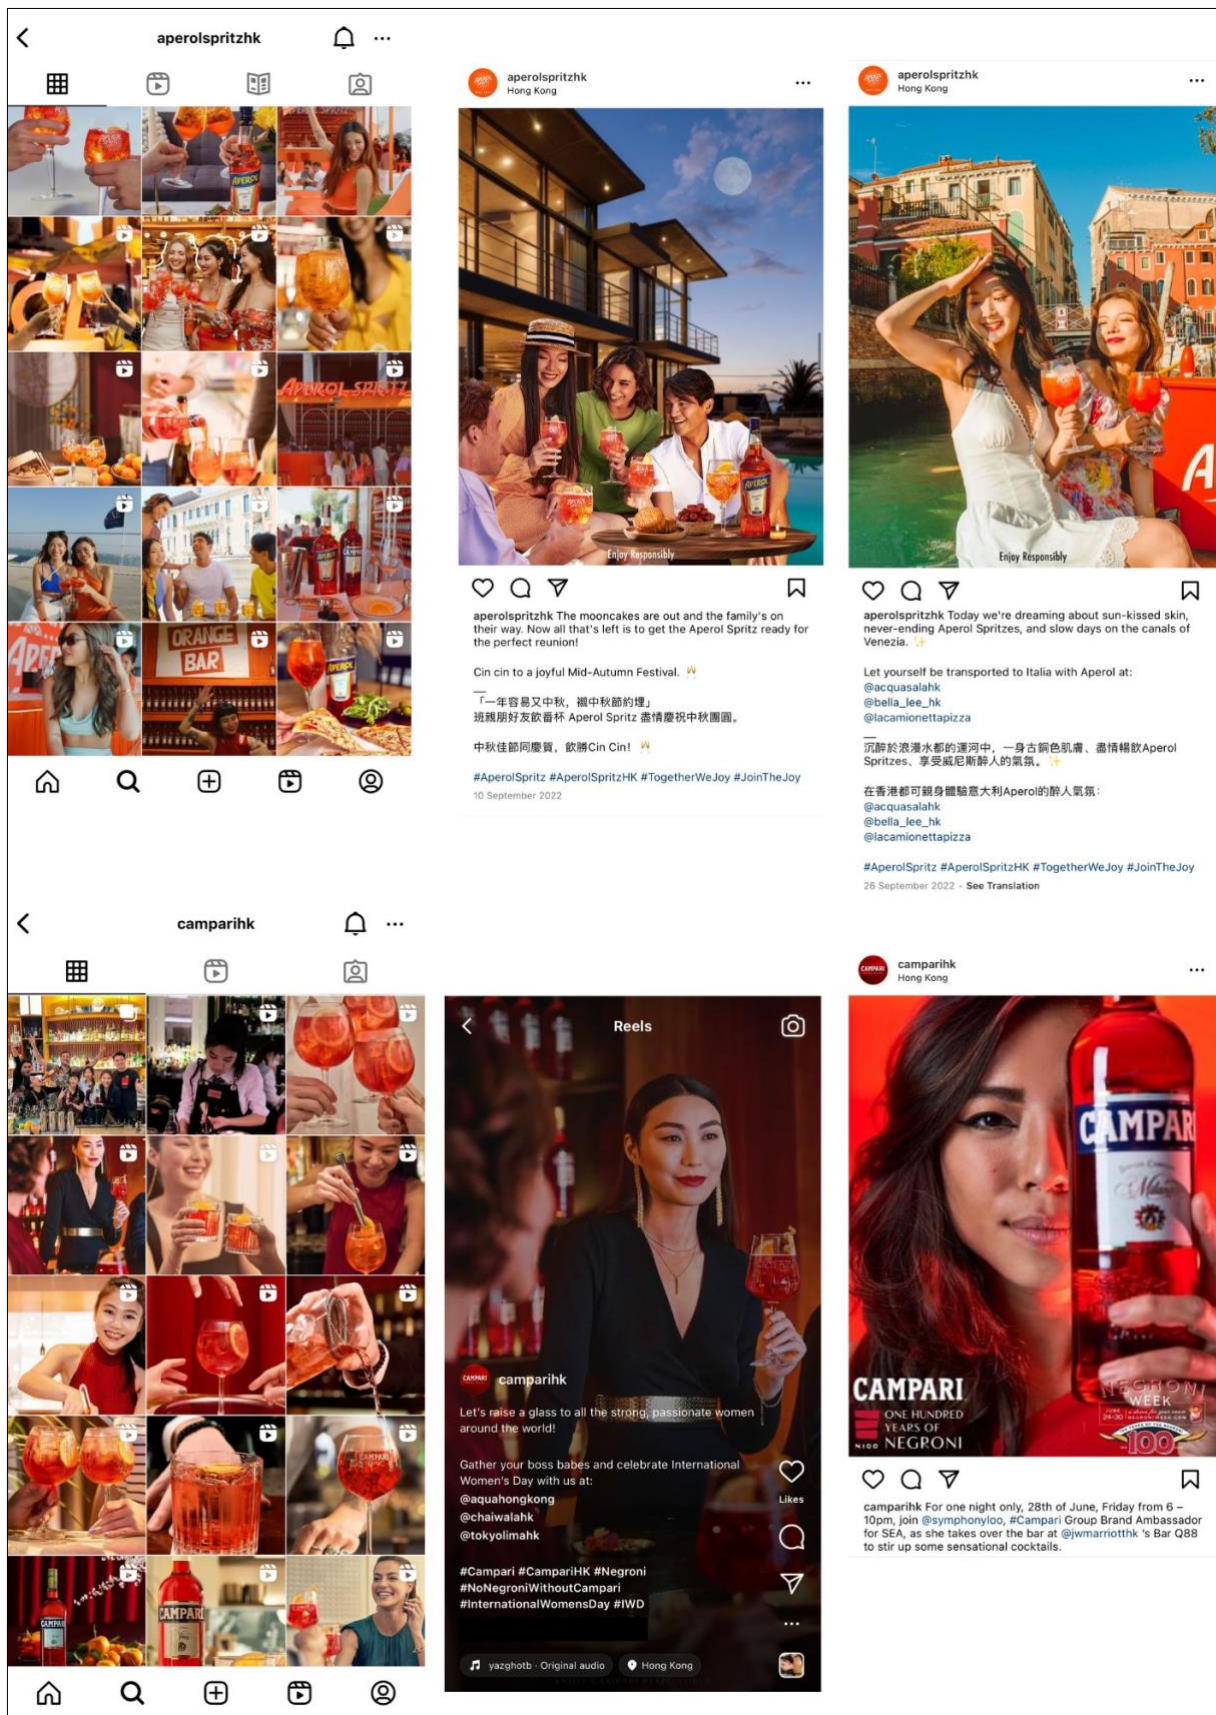 aperolspritzhk
APEROL
APEROL SPRITZ
ORANGE
BAR
aperolspritzhk
Hong Kong
APEROL
Enjoy Responsibly
aperolspritzhk The mooncakes are out and the family's on
their way. Now all that's left is to get the Aperol Spritz ready for
the perfect reunion!
Cin cin to a joyful Mid-Autumn Festival.
「一年容易又中秋，襯中秋節約埋」
班親朋好友飲番杯 Aperol Spritz 盡情慶祝中秋團圓。
中秋佳節同慶賀，飲勝Cin Cin!
#AperolSpritz #AperolSpritzHK #TogetherWeJoy #JoinTheJoy
10 September 2022
aperolspritzhk
Hong Kong
Enjoy Responsibly
aperolspritzhk Today we're dreaming about sun-kissed skin,
never-ending Aperol Spritzes, and slow days on the canals of
Venezia.
Let yourself be transported to Italia with Aperol at:
@acquasalahk
@bella_lee_hk
@lacamionettapizza
沉醉於浪漫水都的運河中，一身古銅色肌膚、盡情暢飲Aperol
Spritzes、享受威尼斯醉人的氣氛。
在香港都可親身體驗意大利Aperol的醉人氣氛：
@acquasalahk
@bella_lee_hk
@lacamionettapizza
#AperolSpritz #AperolSpritzHK #TogetherWeJoy #JoinTheJoy
26 September 2022 - See Translation
camparihk
CAMPARI
CAMPARI
Reels
CAMPARI
camparihk
Let's raise a glass to all the strong, passionate women
around the world!
Gather your boss babes and celebrate International
Women's Day with us at:
@aquahongkong
@chaiwalahk
@tokyolimahk
#Campari #CampariHK #Negroni
#NoNegroniWithoutCampari
#InternationalWomensDay #IWD
Likes
yazghotb · Original audio
Hong Kong
CAMPARI
camparihk
Hong Kong
CAMPARI
Milano
CAMPARI
ONE HUNDRED
YEARS OF
N100 NEGRONI
NEGRONI
WEEK
JUNE
24-30
100
camparihk For one night only, 28th of June, Friday from 6 –
10pm, join @symphonyloo, #Campari Group Brand Ambassador
for SEA, as she takes over the bar at @jwmarriotthk 's Bar Q88
to stir up some sensational cocktails.